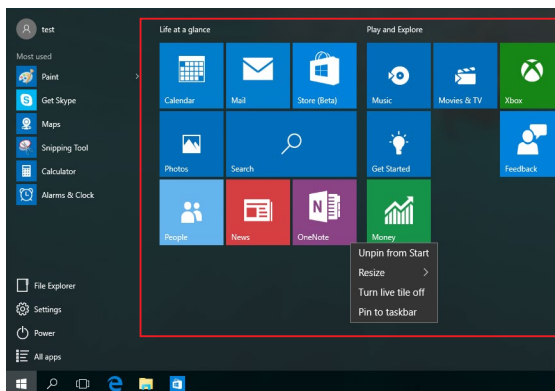 test
Life at a glance
Play and Explore
Most used
Paint
Get Skype
Maps
Snipping Tool
Calculator
Alarms & Clock
Calendar
Mail
Store (Beta)
Music
Movies & TV
Xbox
Photos
Search
Get Started
Feedback
People
News
OneNote
Money
Unpin from Start
Resize
Turn live tile off
Pin to taskbar
File Explorer
Settings
Power
All apps